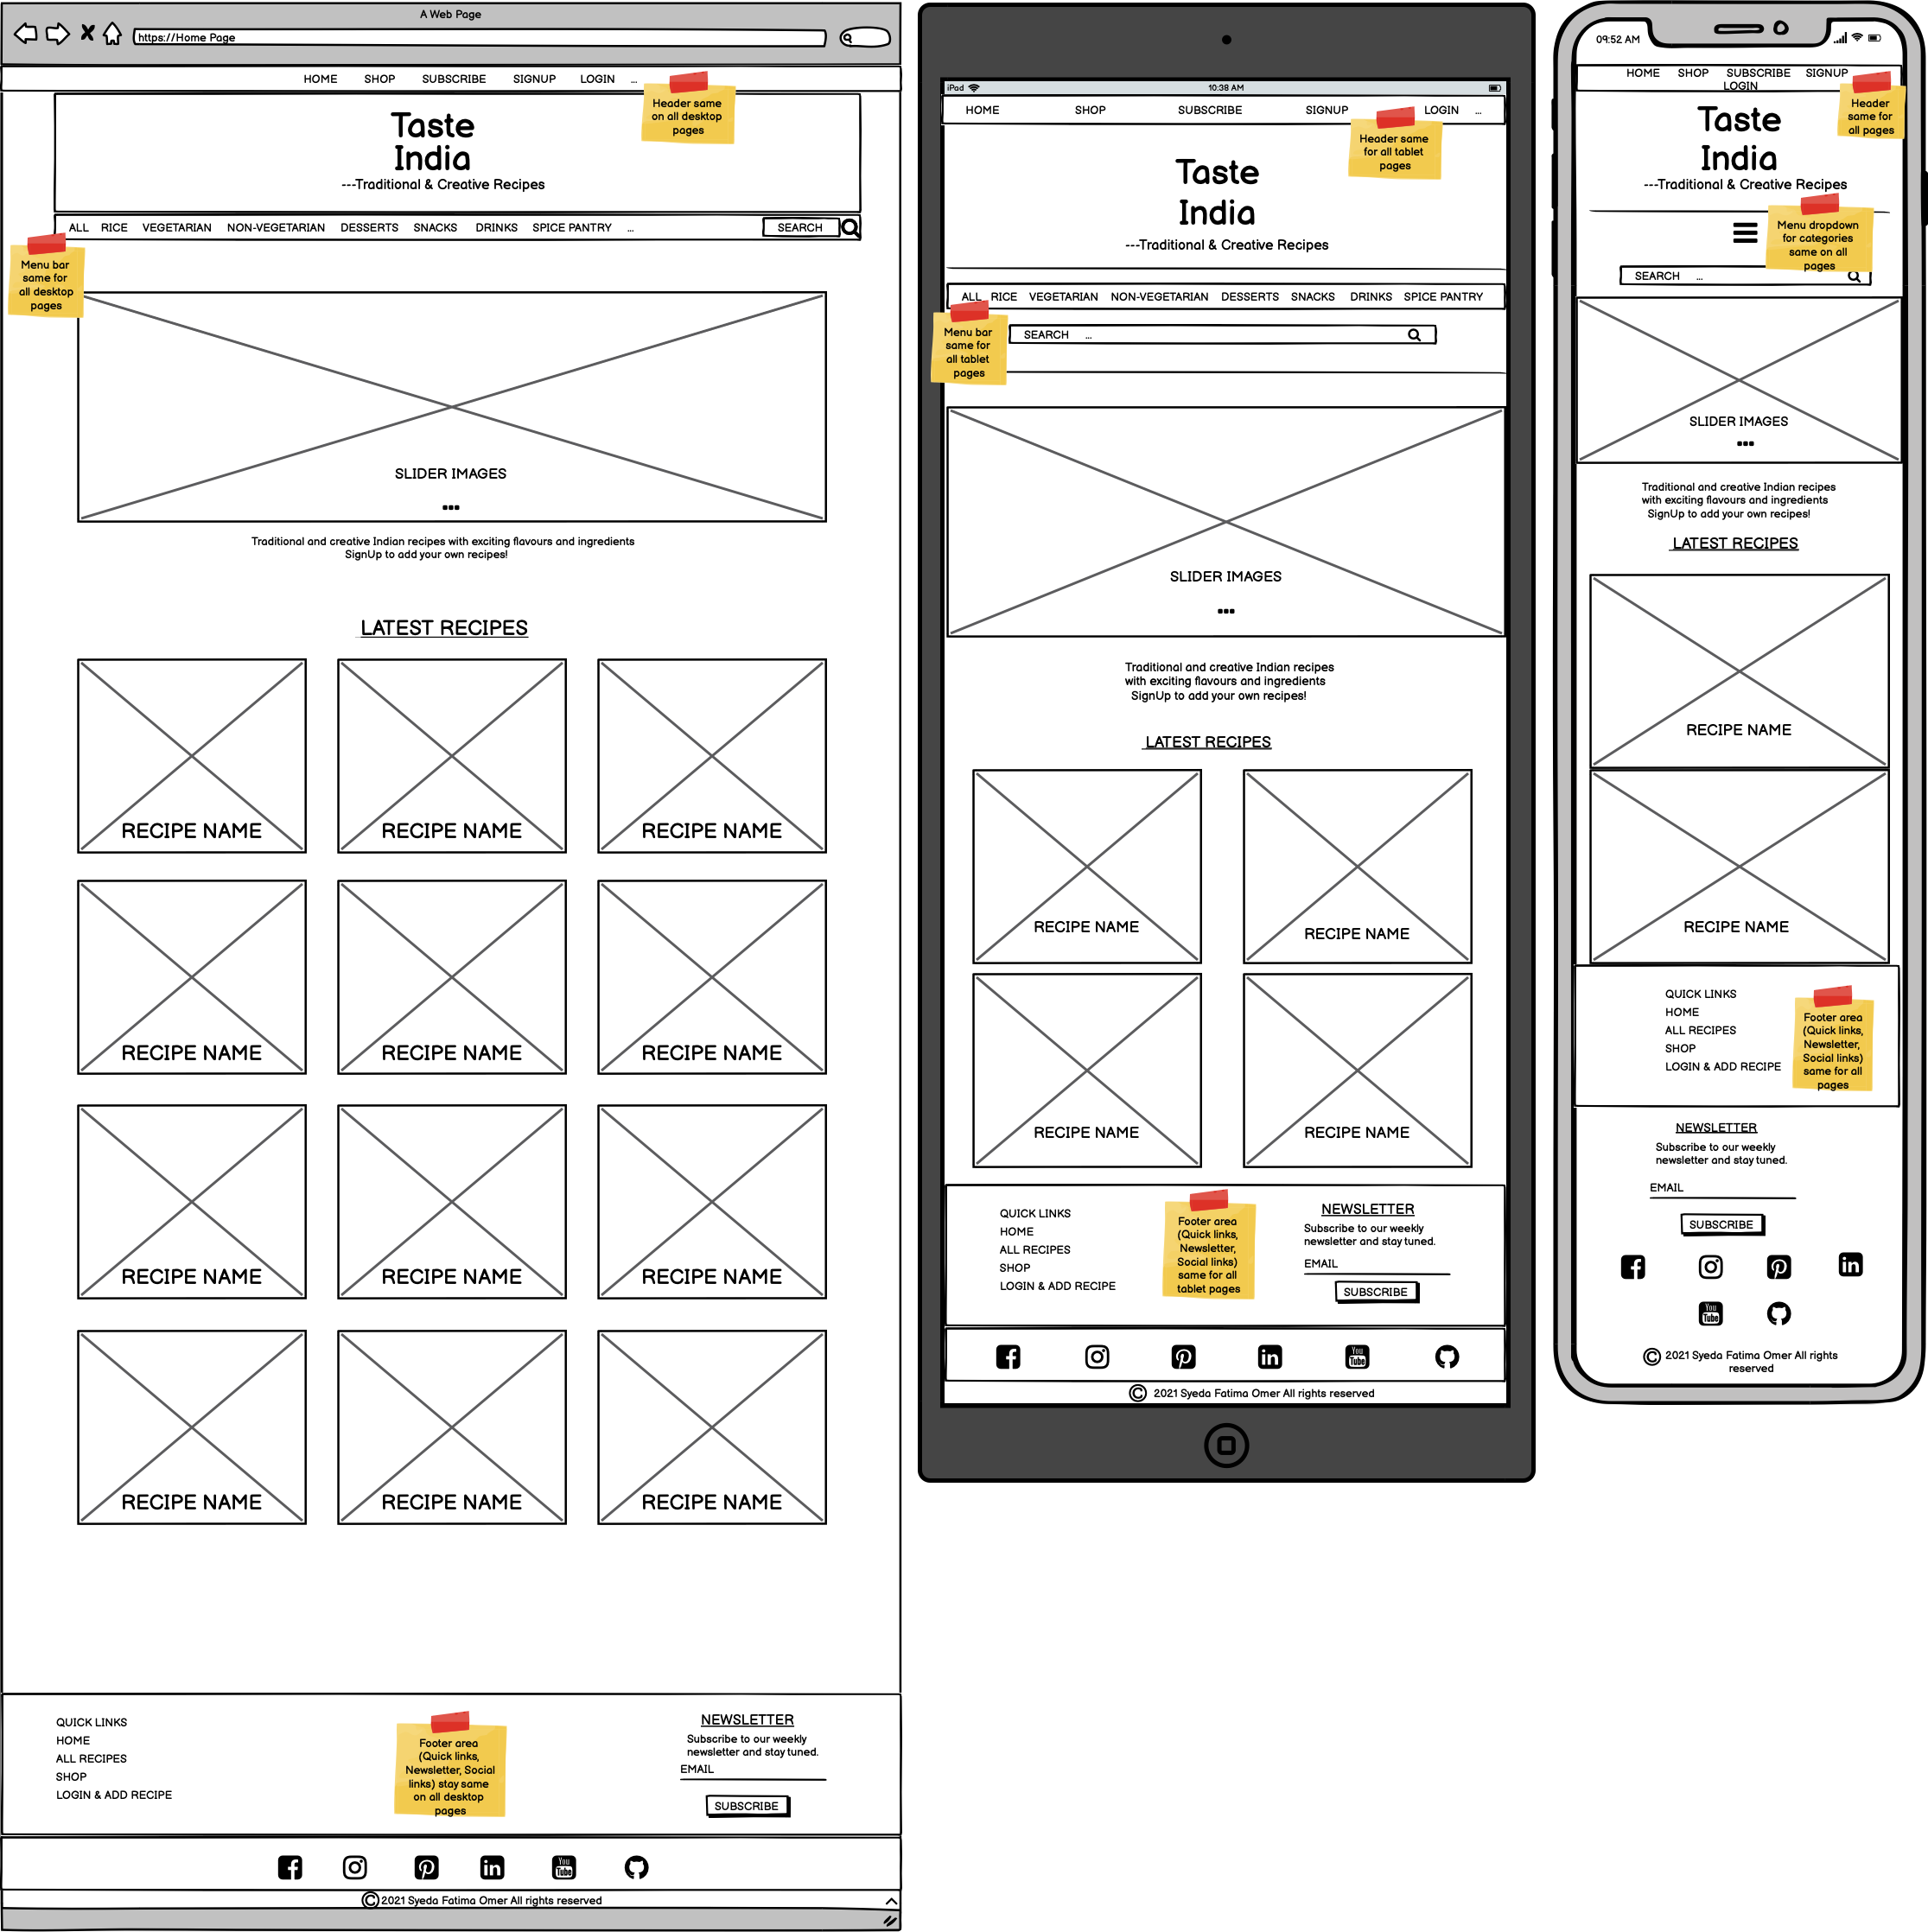 A Web Page
https://Home Page
HOME SHOP SUBSCRIBE SIGNUP LOGIN ...
Header same
on all desktop
pages
Taste
India
---Traditional & Creative Recipes
ALL RICE VEGETARIAN NON-VEGETARIAN DESSERTS SNACKS DRINKS SPICE PANTRY ... SEARCH
Menu bar
same for
all desktop
pages
SLIDER IMAGES
Traditional and creative Indian recipes with exciting flavours and ingredients
SignUp to add your own recipes!
LATEST RECIPES
RECIPE NAME RECIPE NAME RECIPE NAME
RECIPE NAME RECIPE NAME RECIPE NAME
RECIPE NAME RECIPE NAME RECIPE NAME
RECIPE NAME RECIPE NAME RECIPE NAME
QUICK LINKS
HOME
ALL RECIPES
SHOP
LOGIN & ADD RECIPE
Footer area
(Quick links,
Newsletter, Social
links) stay same
on all desktop
pages
NEWSLETTER
Subscribe to our weekly
newsletter and stay tuned.
EMAIL
SUBSCRIBE
You
Tube
© 2021 Syeda Fatima Omer All rights reserved
iPad 10:38 AM
HOME SHOP SUBSCRIBE SIGNUP LOGIN ...
Header same
for all tablet
pages
Taste
India
---Traditional & Creative Recipes
ALL RICE VEGETARIAN NON-VEGETARIAN DESSERTS SNACKS DRINKS SPICE PANTRY
Menu bar
same for
all tablet
pages
SEARCH ...
SLIDER IMAGES
Traditional and creative Indian recipes
with exciting flavours and ingredients
SignUp to add your own recipes!
LATEST RECIPES
RECIPE NAME RECIPE NAME
RECIPE NAME RECIPE NAME
QUICK LINKS
HOME
ALL RECIPES
SHOP
LOGIN & ADD RECIPE
Footer area
(Quick links,
Newsletter,
Social links)
same for all
tablet pages
NEWSLETTER
Subscribe to our weekly
newsletter and stay tuned.
EMAIL
SUBSCRIBE
You
Tube
© 2021 Syeda Fatima Omer All rights reserved
09:52 AM
HOME SHOP SUBSCRIBE SIGNUP
LOGIN
Header
same for
all pages
Taste
India
---Traditional & Creative Recipes
Menu dropdown
for categories
same on all
pages
SEARCH ...
SLIDER IMAGES
Traditional and creative Indian recipes
with exciting flavours and ingredients
SignUp to add your own recipes!
LATEST RECIPES
RECIPE NAME
RECIPE NAME
QUICK LINKS
HOME
ALL RECIPES
SHOP
LOGIN & ADD RECIPE
Footer area
(Quick links,
Newsletter,
Social links)
same for all
pages
NEWSLETTER
Subscribe to our weekly
newsletter and stay tuned.
EMAIL
SUBSCRIBE
You
Tube
© 2021 Syeda Fatima Omer All rights
reserved